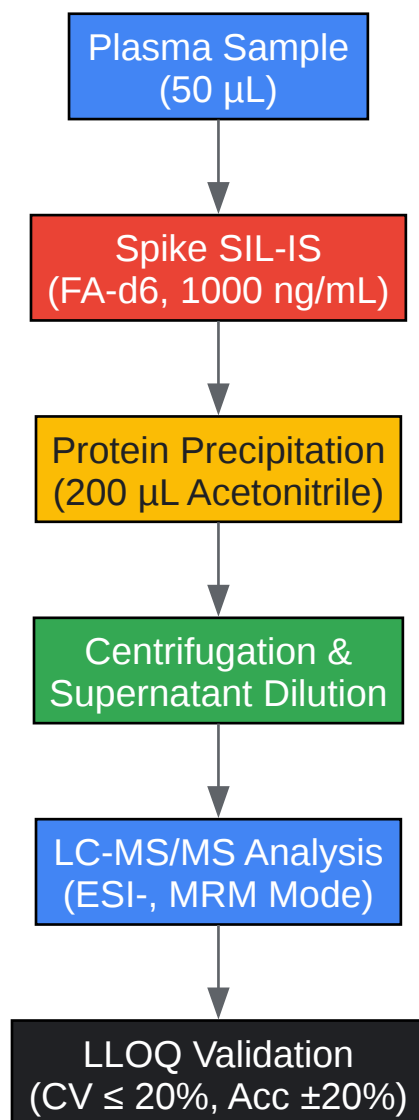 Plasma Sample
(50 µL)
Spike SIL-IS
(FA-d6, 1000 ng/mL)
Protein Precipitation
(200 µL Acetonitrile)
Centrifugation &
Supernatant Dilution
LC-MS/MS Analysis
(ESI-, MRM Mode)
LLOQ Validation
(CV ≤ 20%, Acc ±20%)